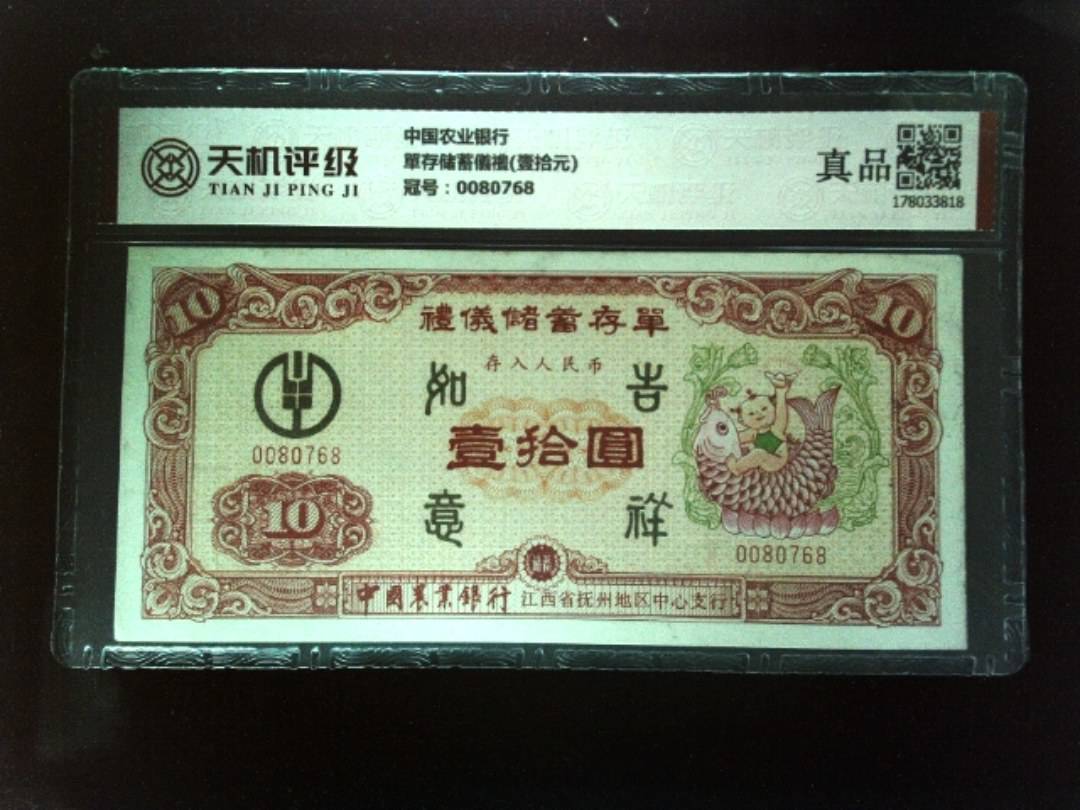 天机评级
TIAN JI PING JI
中国农业银行
單存储蓄儀禮(壹拾元)
冠号：0080768
真品
178033818
10
10
禮儀儲蓄存單
存入人民币
如
吉
0080768
壹拾圓
10
意
祥
0080768
中國農業銀行 江西省抚州地区中心支行